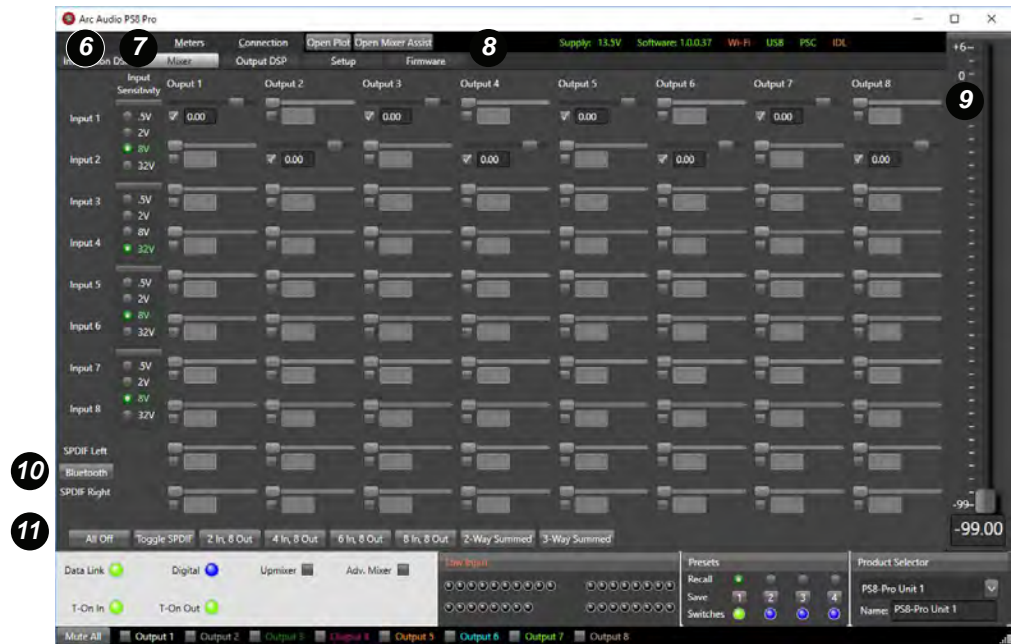 Arc Audio PS8 Pro
6 7 Meters Connection Open Plot Open Mixer Assist 8 Supply: 13.5V Software: 1.0.0.37 Wi-Fi USB PSC IDL
Mixer Output DSP Setup Firmware
+6
0
9
Input Sensitivity
Ouput 1 Output 2 Output 3 Output 4 Output 5 Output 6 Output 7 Output 8
Input 1 .5V 0.00 0.00 0.00 0.00
2V
8V
Input 2 32V 0.00 0.00 0.00 0.00
Input 3 .5V
2V
8V
Input 4 32V
Input 5 .5V
2V
8V
Input 6 32V
Input 7 .5V
2V
8V
Input 8 32V
SPDIF Left
10 Bluetooth
SPDIF Right
-99
-99.00
11 All Off Toggle SPDIF 2 In, 8 Out 4 In, 8 Out 6 In, 8 Out 8 In, 8 Out 2-Way Summed 3-Way Summed
Data Link Digital Upmixer Adv. Mixer
T-On In T-On Out
Low Input
Presets
Recall
Save 1 2 3 4
Switches
Product Selector
PS8-Pro Unit 1
Name: PS8-Pro Unit 1
Mute All Output 1 Output 2 Output 3 Output 4 Output 5 Output 6 Output 7 Output 8